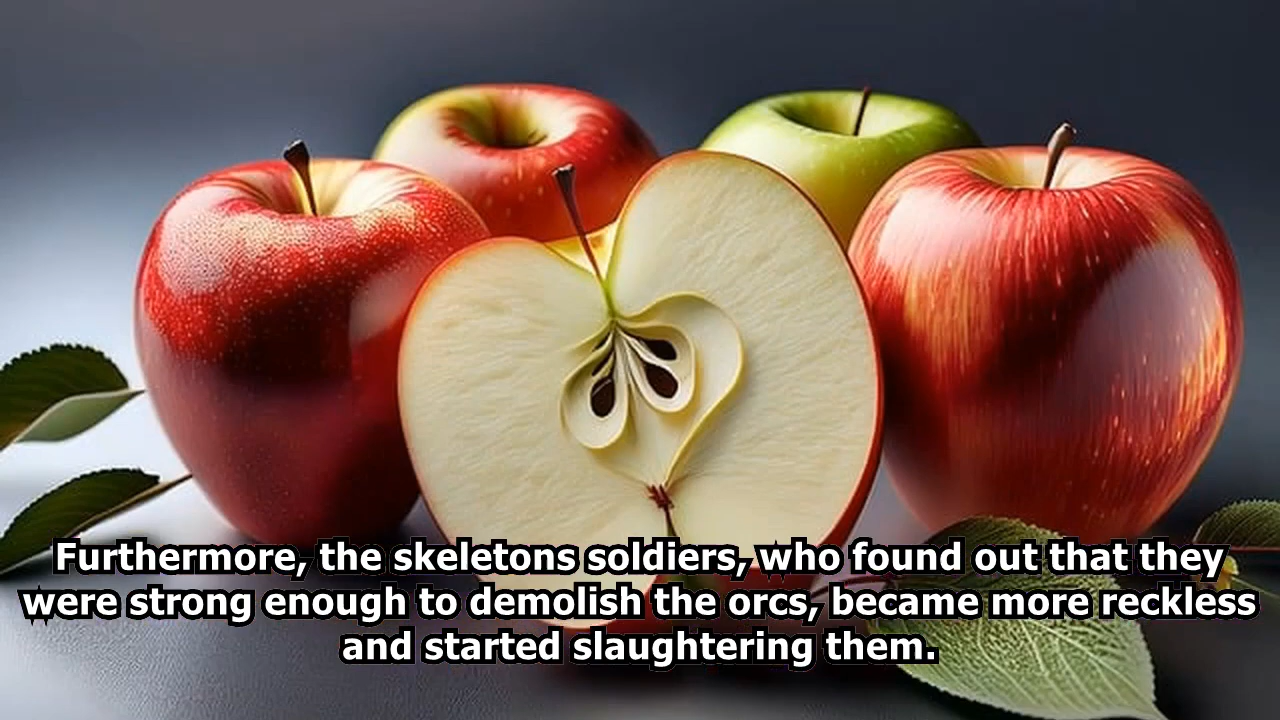 Furthermore, the skeletons soldiers, who found out that they
were strong enough to demolish the orcs, became more reckless
and started slaughtering them.